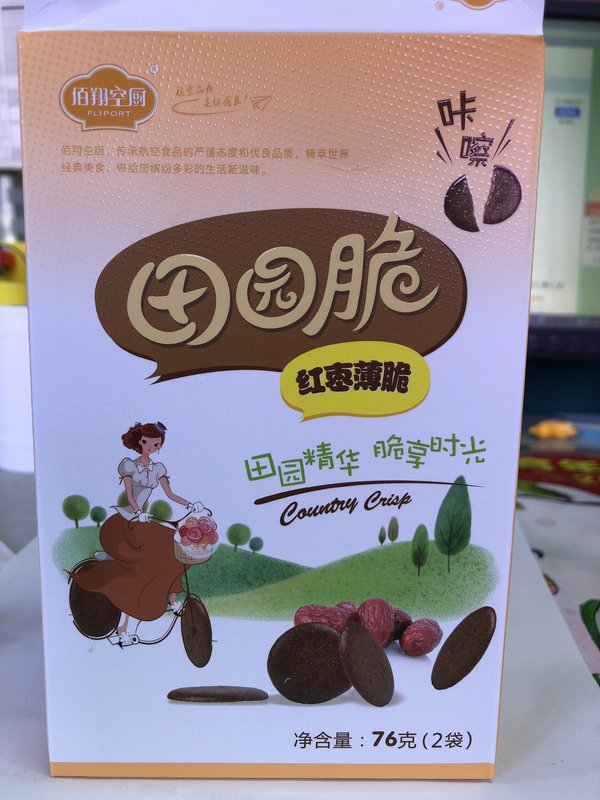 佰翔空厨
FLIPORT
®
佰翔空厨，传承航空食品的严谨态度和优良品质，精萃世界
经典美食，带给您缤纷多彩的生活新滋味。
咔
嚓
田园脆
红枣薄脆
田园精华 脆享时光
Country Crisp
净含量：76克(2袋)